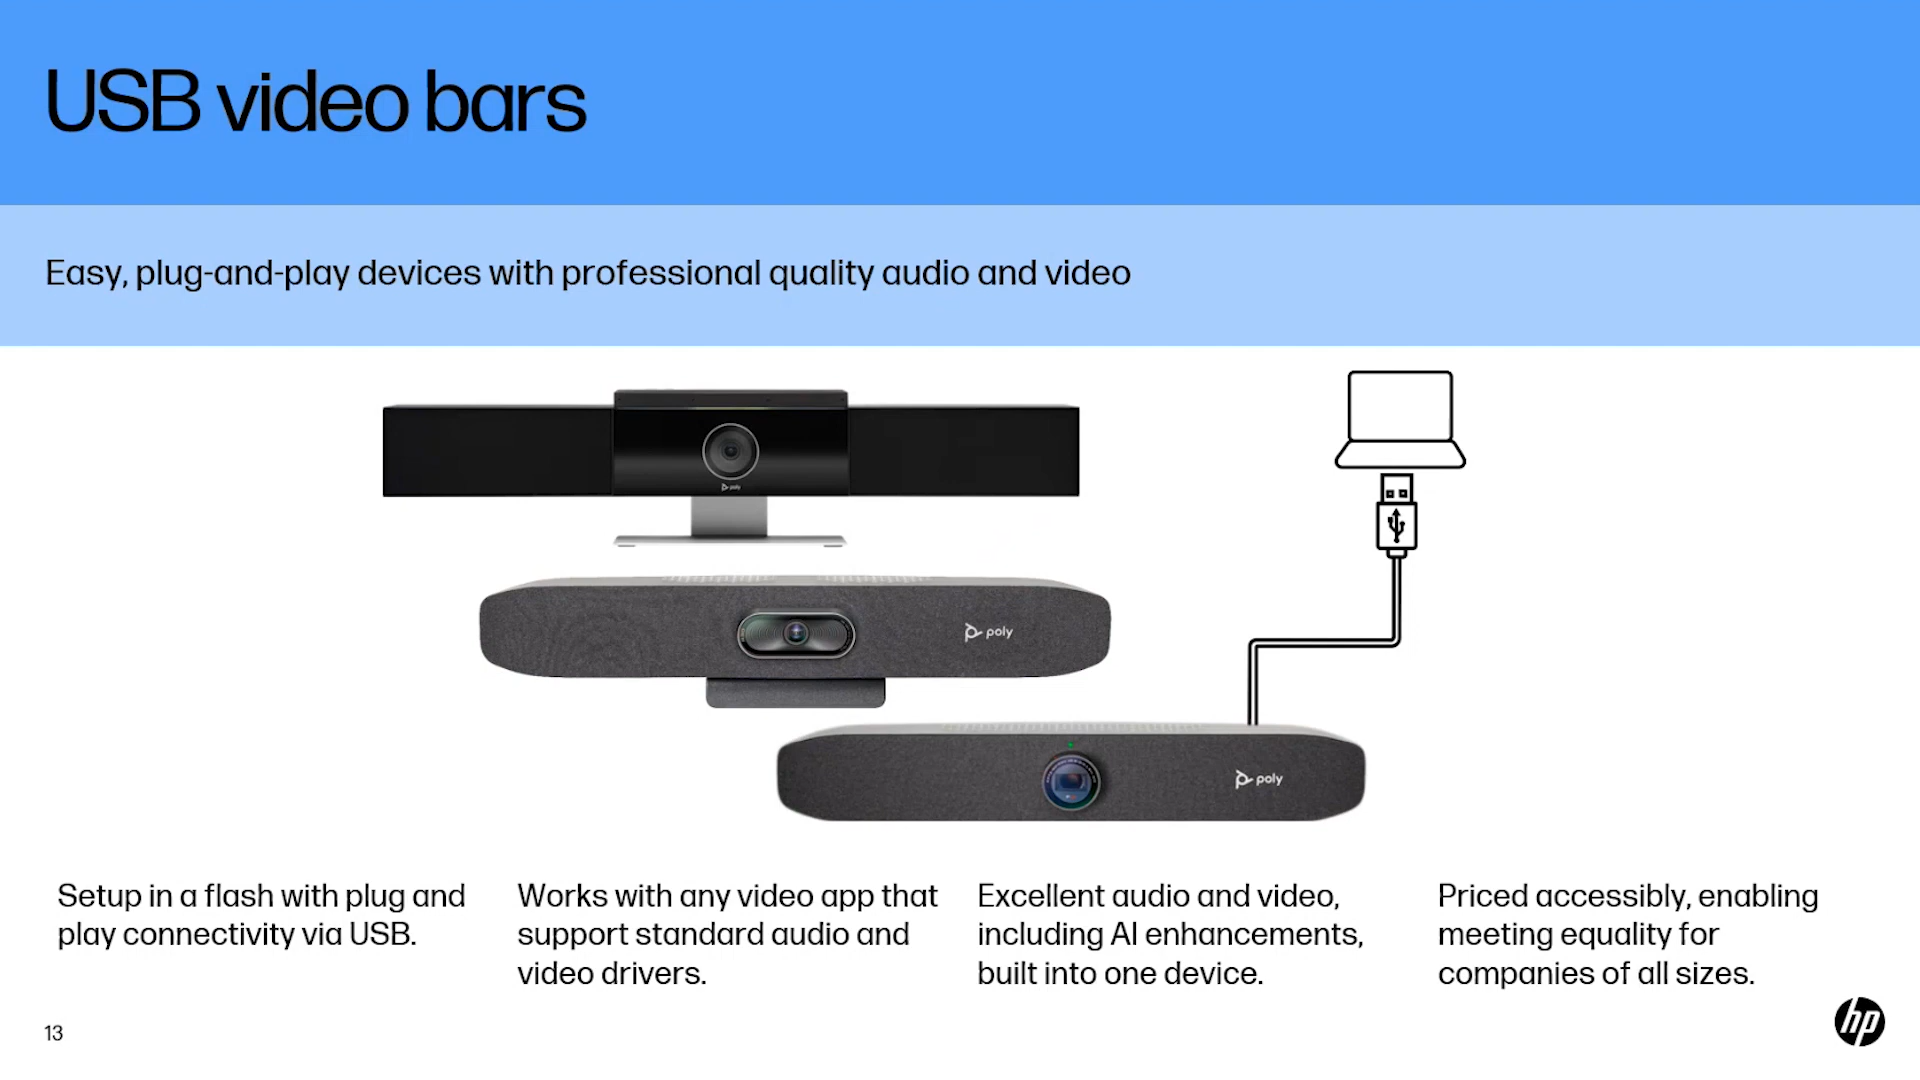 USB video bars
Easy, plug-and-play devices with professional quality audio and video
poly
poly
poly
Setup in a flash with plug and
play connectivity via USB.
Works with any video app that
support standard audio and
video drivers.
Excellent audio and video,
including AI enhancements,
built into one device.
Priced accessibly, enabling
meeting equality for
companies of all sizes.
13
hp